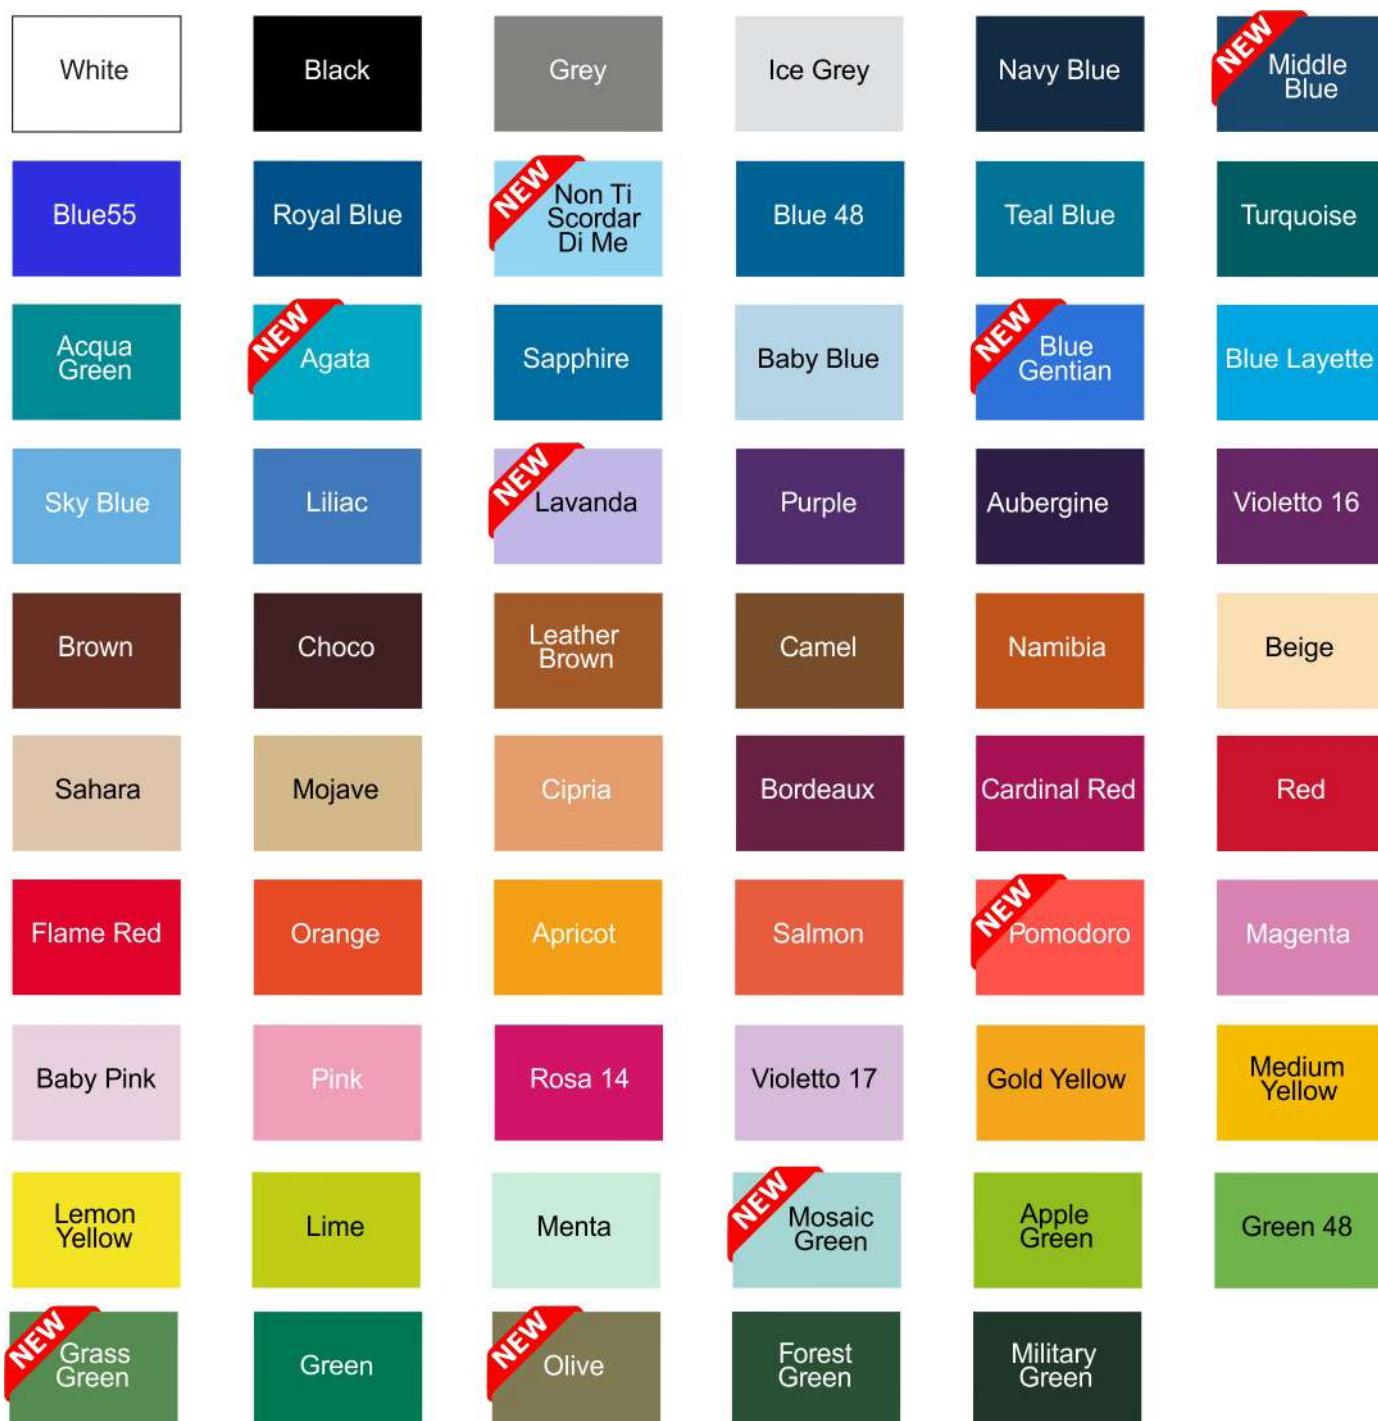 White
Black
Grey
Ice Grey
Navy Blue
NEW
Middle
Blue
Blue55
Royal Blue
NEW
Non Ti
Scordar
Di Me
Blue 48
Teal Blue
Turquoise
Acqua
Green
NEW
Agata
Sapphire
Baby Blue
NEW
Blue
Gentian
Blue Layette
Sky Blue
Liliac
NEW
Lavanda
Purple
Aubergine
Violetto 16
Brown
Choco
Leather
Brown
Camel
Namibia
Beige
Sahara
Mojave
Cipria
Bordeaux
Cardinal Red
Red
Flame Red
Orange
Apricot
Salmon
NEW
Pomodoro
Magenta
Baby Pink
Pink
Rosa 14
Violetto 17
Gold Yellow
Medium
Yellow
Lemon
Yellow
Lime
Menta
NEW
Mosaic
Green
Apple
Green
Green 48
NEW
Grass
Green
Green
NEW
Olive
Forest
Green
Military
Green